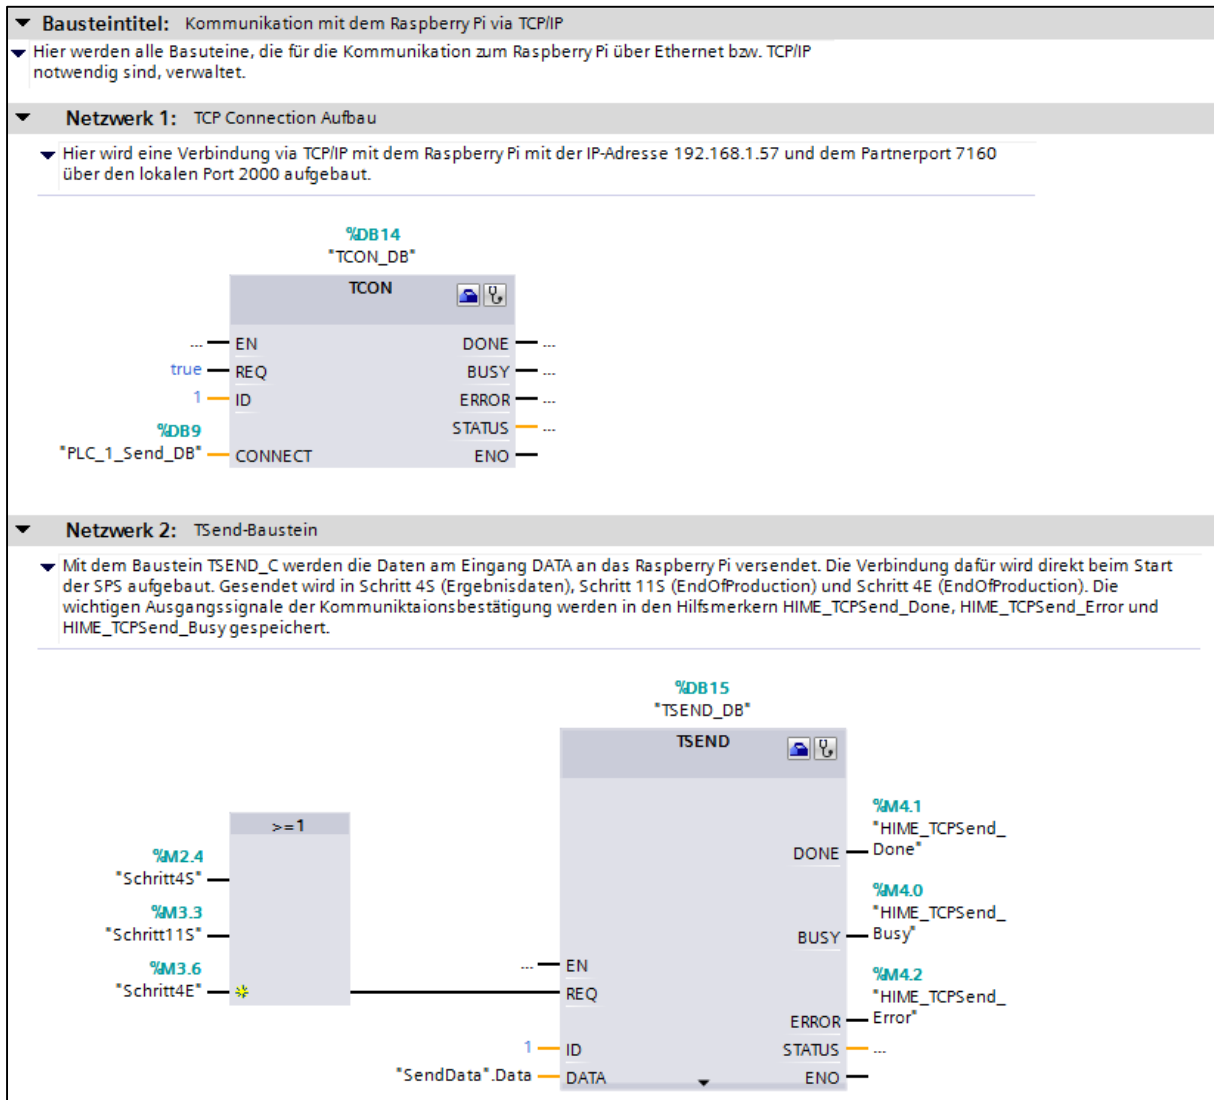 Bausteintitel: Kommunikation mit dem Raspberry Pi via TCP/IP
Hier werden alle Basuteine, die für die Kommunikation zum Raspberry Pi über Ethernet bzw. TCP/IP
notwendig sind, verwaltet.
Netzwerk 1: TCP Connection Aufbau
Hier wird eine Verbindung via TCP/IP mit dem Raspberry Pi mit der IP-Adresse 192.168.1.57 und dem Partnerport 7160
über den lokalen Port 2000 aufgebaut.
%DB14
"TCON_DB"
TCON
... EN DONE ...
true REQ BUSY ...
1 ID ERROR ...
%DB9 STATUS ...
"PLC_1_Send_DB" CONNECT ENO
Netzwerk 2: TSend-Baustein
Mit dem Baustein TSEND_C werden die Daten am Eingang DATA an das Raspberry Pi versendet. Die Verbindung dafür wird direkt beim Start
der SPS aufgebaut. Gesendet wird in Schritt 4S (Ergebnisdaten), Schritt 11S (EndOfProduction) und Schritt 4E (EndOfProduction). Die
wichtigen Ausgangssignale der Kommuniktaionsbestätigung werden in den Hilfsmerkern HIME_TCPSend_Done, HIME_TCPSend_Error und
HIME_TCPSend_Busy gespeichert.
%DB15
"TSEND_DB"
TSEND
%M4.1
>=1 "HIME_TCPSend_
DONE Done"
%M2.4
"Schritt4S"
%M4.0
%M3.3 "HIME_TCPSend_
"Schritt11S" BUSY Busy"
%M3.6 ... EN %M4.2
"Schritt4E" REQ "HIME_TCPSend_
ERROR Error"
1 ID STATUS ...
"SendData".Data DATA ENO